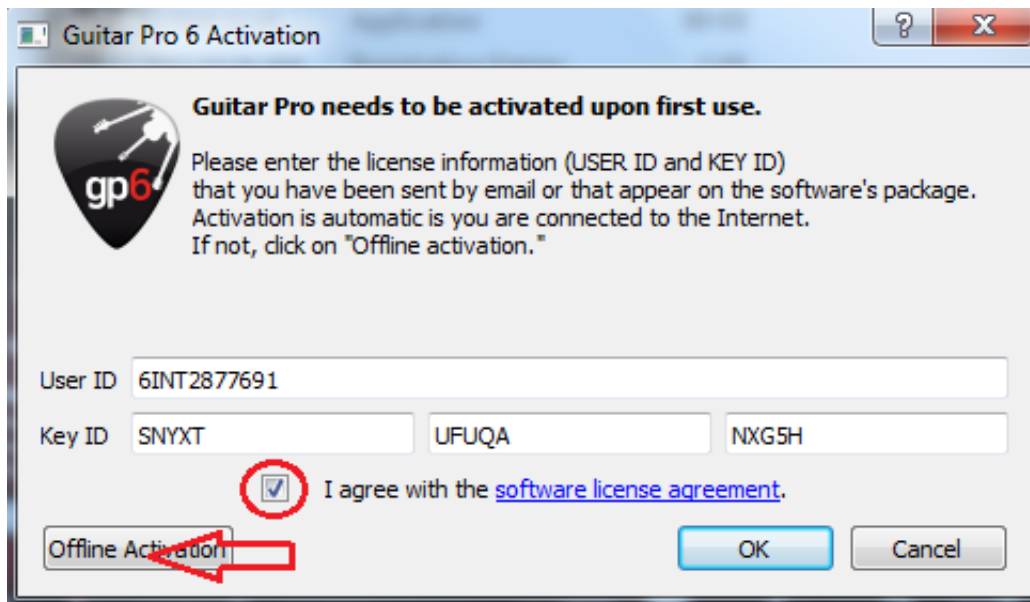 Guitar Pro 6 Activation
?
X
gp6
Guitar Pro needs to be activated upon first use.
Please enter the license information (USER ID and KEY ID)
that you have been sent by email or that appear on the software's package.
Activation is automatic is you are connected to the Internet.
If not, click on "Offline activation."
User ID 6INT2877691
Key ID SNYXT UFUQA NXG5H
I agree with the software license agreement.
Offline Activation OK Cancel